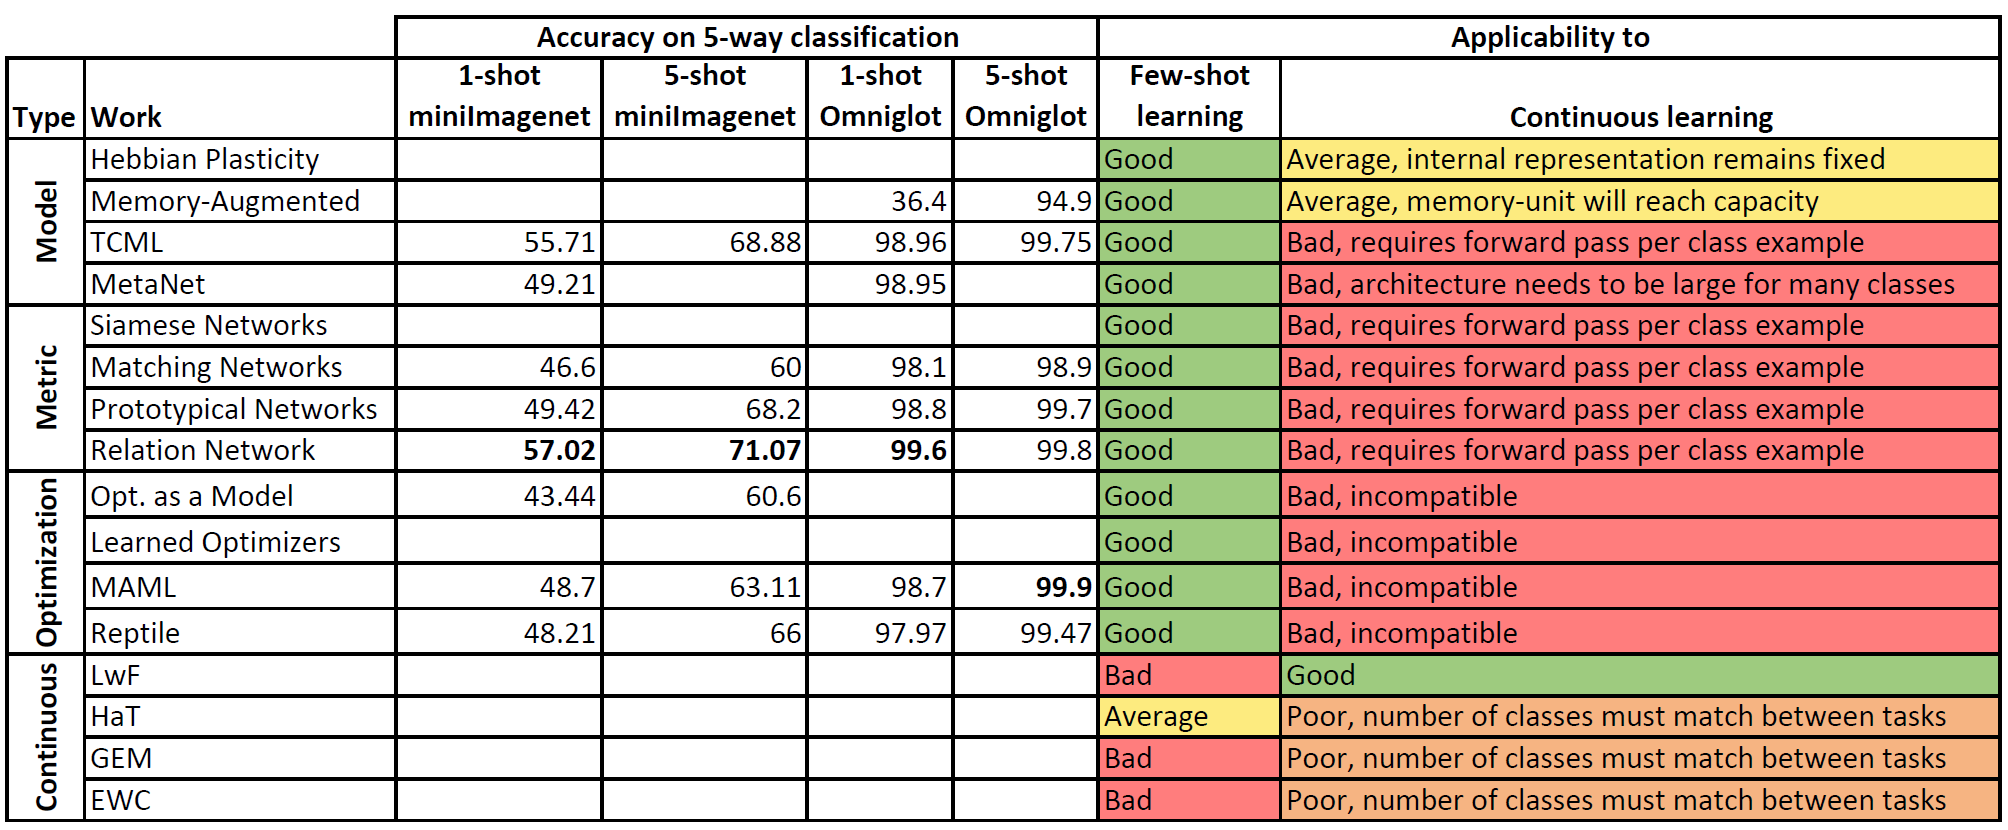 Accuracy on 5-way classification Applicability to
Type Work 1-shot miniImagenet 5-shot miniImagenet 1-shot Omniglot 5-shot Omniglot Few-shot learning Continuous learning
Model
Hebbian Plasticity Good Average, internal representation remains fixed
Memory-Augmented 36.4 94.9 Good Average, memory-unit will reach capacity
TCML 55.71 68.88 98.96 99.75 Good Bad, requires forward pass per class example
MetaNet 49.21 98.95 Good Bad, architecture needs to be large for many classes
Metric
Siamese Networks Good Bad, requires forward pass per class example
Matching Networks 46.6 60 98.1 98.9 Good Bad, requires forward pass per class example
Prototypical Networks 49.42 68.2 98.8 99.7 Good Bad, requires forward pass per class example
Relation Network 57.02 71.07 99.6 99.8 Good Bad, requires forward pass per class example
Optimization
Opt. as a Model 43.44 60.6 Good Bad, incompatible
Learned Optimizers Good Bad, incompatible
MAML 48.7 63.11 98.7 99.9 Good Bad, incompatible
Reptile 48.21 66 97.97 99.47 Good Bad, incompatible
Continuous
LwF Bad Good
HaT Average Poor, number of classes must match between tasks
GEM Bad Poor, number of classes must match between tasks
EWC Bad Poor, number of classes must match between tasks